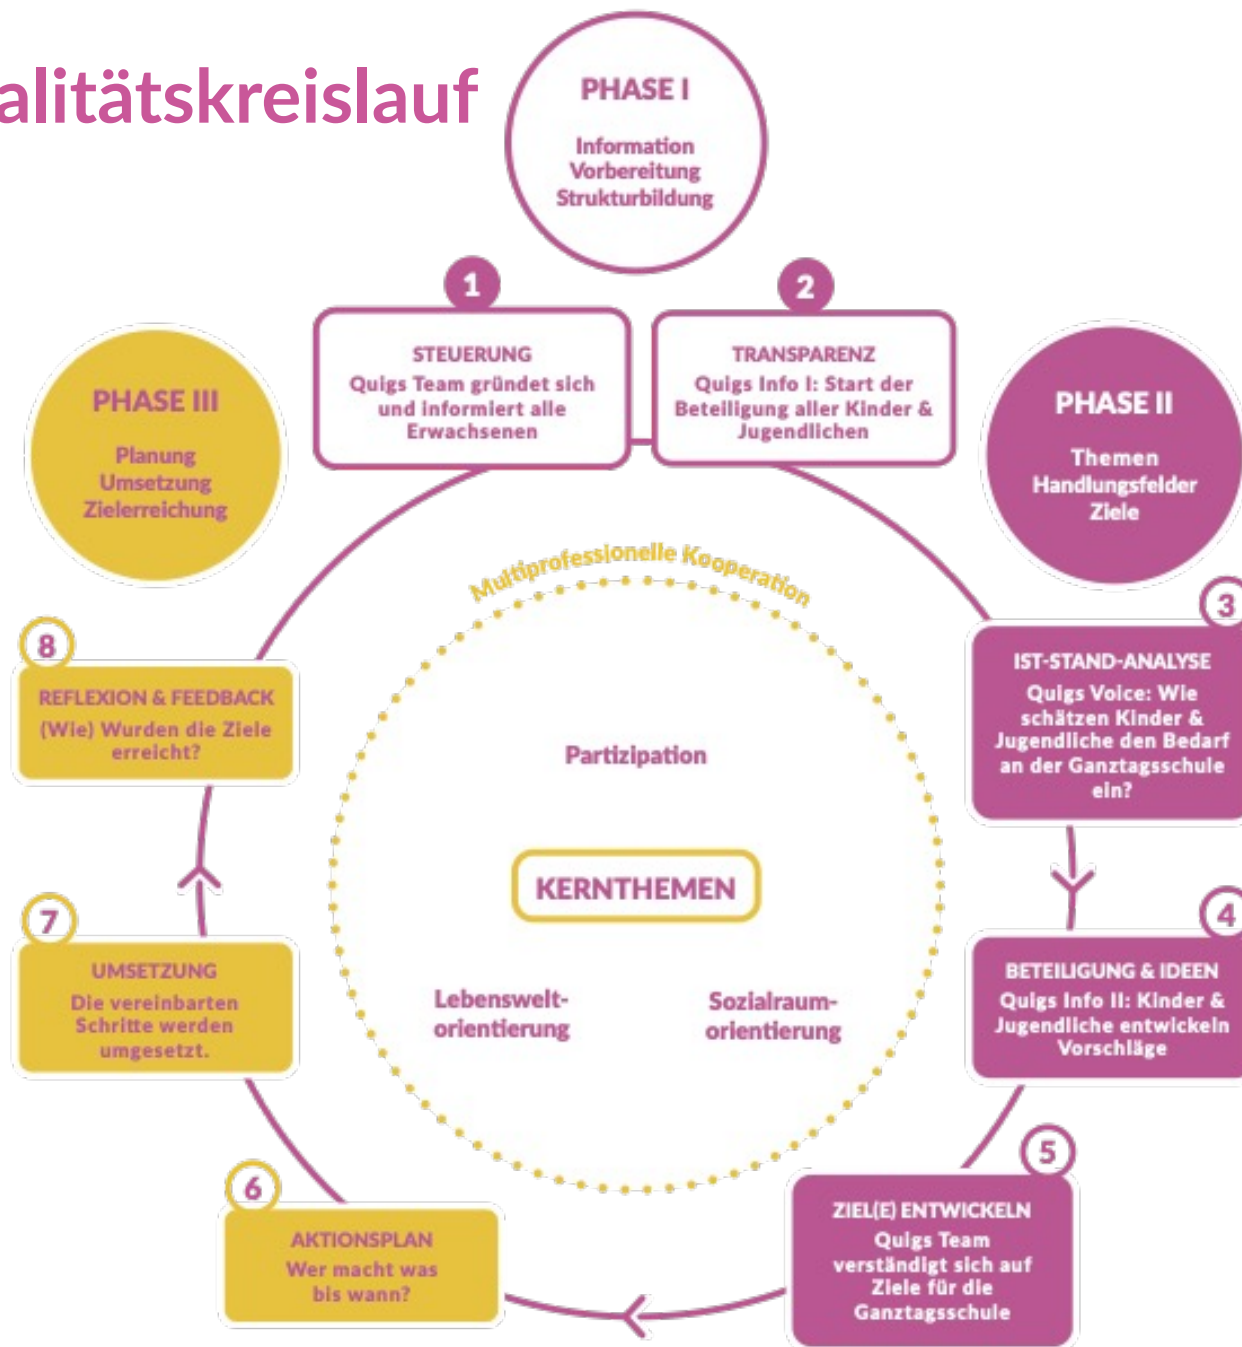 alitätskreislauf
PHASE I
Information
Vorbereitung
Strukturbildung
1
STEUERUNG
Quigs Team gründet sich
und informiert alle
Erwachsenen
2
TRANSPARENZ
Quigs Info I: Start der
Beteiligung aller Kinder &
Jugendlichen
PHASE III
Planung
Umsetzung
Zielerreichung
PHASE II
Themen
Handlungsfelder
Ziele
Multiprofessionelle Kooperation
3
IST-STAND-ANALYSE
Quigs Voice: Wie
schätzen Kinder &
Jugendliche den Bedarf
an der Ganztagsschule
ein?
8
REFLEXION & FEEDBACK
(Wie) Wurden die Ziele
erreicht?
Partizipation
KERNTHEMEN
Lebenswelt-
orientierung
Sozialraum-
orientierung
4
BETEILIGUNG & IDEEN
Quigs Info II: Kinder &
Jugendliche entwickeln
Vorschläge
7
UMSETZUNG
Die vereinbarten
Schritte werden
umgesetzt.
5
ZIEL(E) ENTWICKELN
Quigs Team
verständigt sich auf
Ziele für die
Ganztagsschule
6
AKTIONSPLAN
Wer macht was
bis wann?